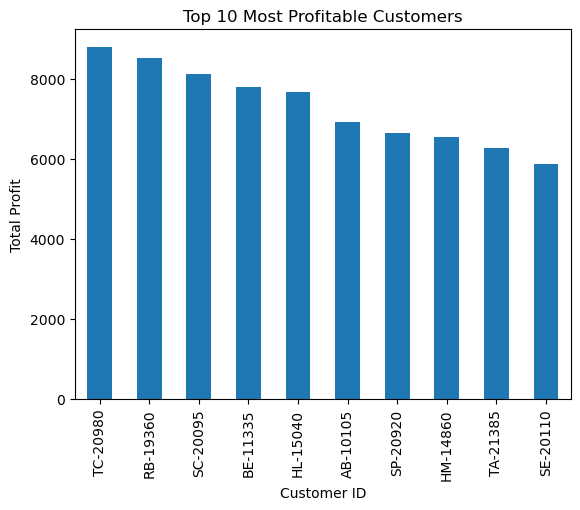 Top 10 Most Profitable Customers
Total Profit
8000
6000
4000
2000
0
TC-20980
RB-19360
SC-20095
BE-11335
HL-15040
AB-10105
SP-20920
HM-14860
TA-21385
SE-20110
Customer ID